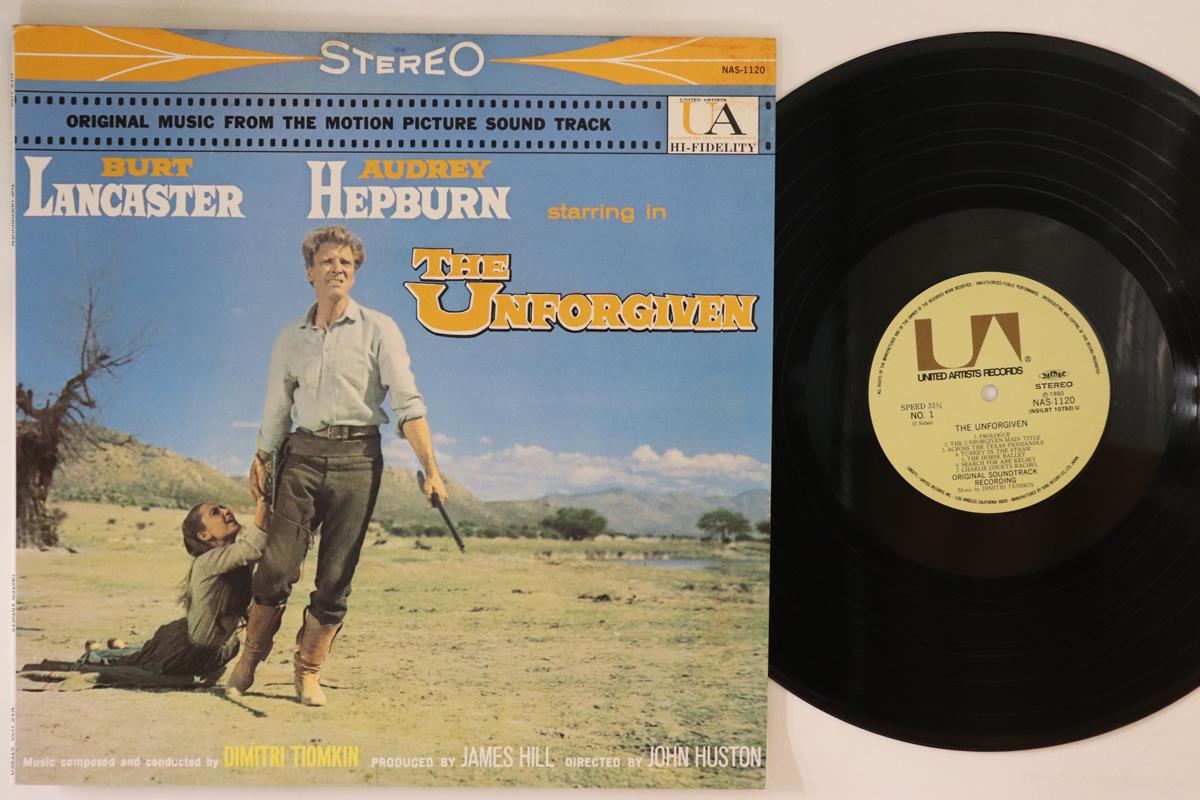 STEREO
NAS-1120
ORIGINAL MUSIC FROM THE MOTION PICTURE SOUND TRACK
UNITED ARTISTS
UA
HI-FIDELITY
BURT
LANCASTER
AUDREY
HEPBURN
starring in
THE
UNFORGIVEN
Music composed and conducted by DIMITRI TIOMKIN PRODUCED BY JAMES HILL DIRECTED BY JOHN HUSTON
UA
®
UNITED ARTISTS RECORDS
SPEED 33⅓
NO. 1
(2 Sides)
STEREO
℗1960
NAS-1120
(NSILBT 10790) U
THE UNFORGIVEN
1. PROLOGUE
2. THE UNFORGIVEN-MAIN TITLE
3. ACROSS THE TEXAS PANHANDLE
4. TURKEY IN THE STRAW
5. THE HORSE BALLET
6. SEARCH FOR ABE KELSEY
7. CHARLIE COURTS RACHEL
ORIGINAL SOUNDTRACK
RECORDING
Music by DIMITRI TIOMKIN